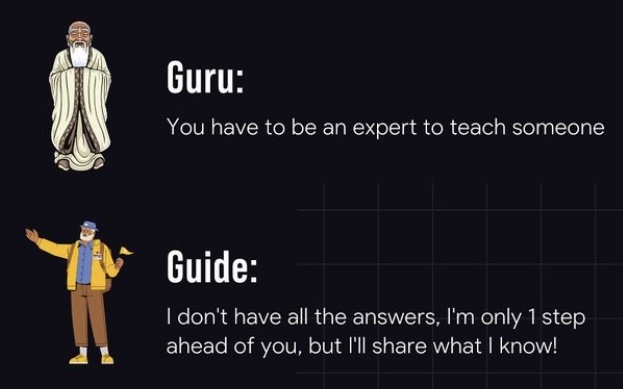 Guru:
You have to be an expert to teach someone
Guide:
I don't have all the answers, I'm only 1 step
ahead of you, but I'll share what I know!